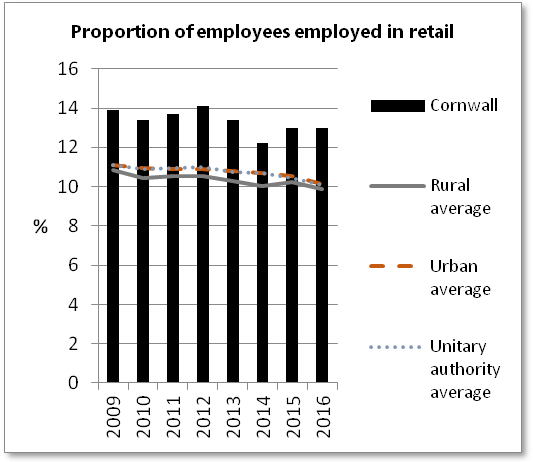 Proportion of employees employed in retail
16
14
12
10
8
6
4
2
0
%
2009
2010
2011
2012
2013
2014
2015
2016
Cornwall
Rural
average
Urban
average
Unitary
authority
average